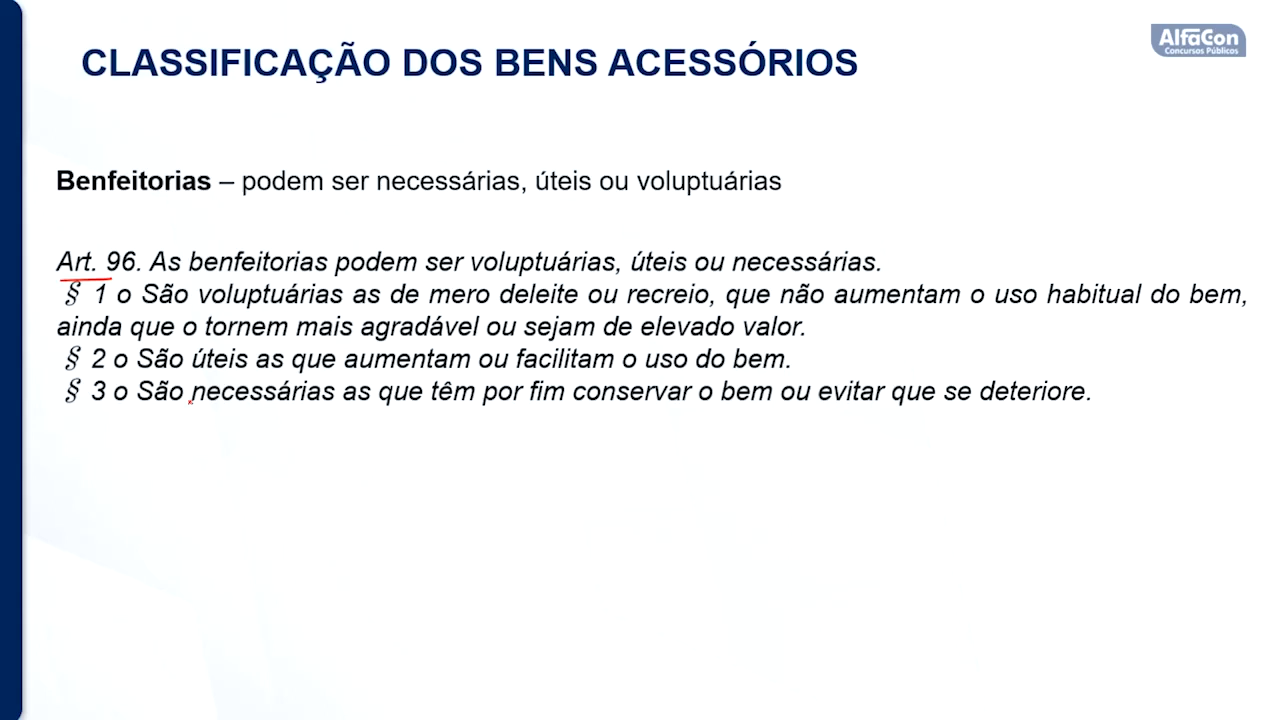 CLASSIFICAÇÃO DOS BENS ACESSÓRIOS
AlfaCon
Concursos Públicos
Benfeitorias – podem ser necessárias, úteis ou voluptuárias
Art. 96. As benfeitorias podem ser voluptuárias, úteis ou necessárias.
§ 1 o São voluptuárias as de mero deleite ou recreio, que não aumentam o uso habitual do bem,
ainda que o tornem mais agradável ou sejam de elevado valor.
§ 2 o São úteis as que aumentam ou facilitam o uso do bem.
§ 3 o São necessárias as que têm por fim conservar o bem ou evitar que se deteriore.